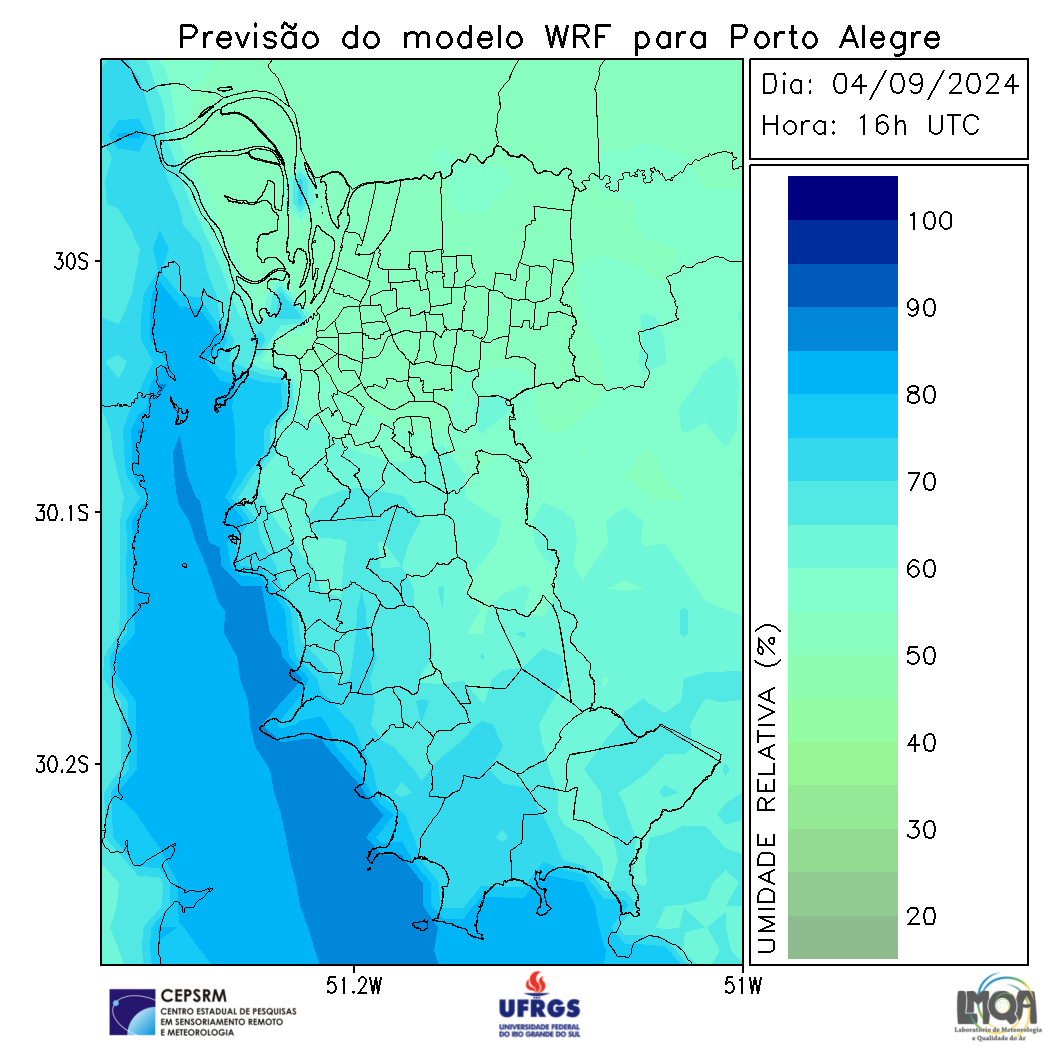 Previsão do modelo WRF para Porto Alegre
Dia: 04/09/2024
Hora: 16h UTC
100
90
80
70
60
50
40
30
20
UMIDADE RELATIVA (%)
30S
30.1S
30.2S
51.2W
51W
CEPSRM
CENTRO ESTADUAL DE PESQUISAS
EM SENSORIAMENTO REMOTO
E METEOROLOGIA
UFRGS
UNIVERSIDADE FEDERAL
DO RIO GRANDE DO SUL
LMQA
Laboratório de Meteorologia
e Qualidade do Ar